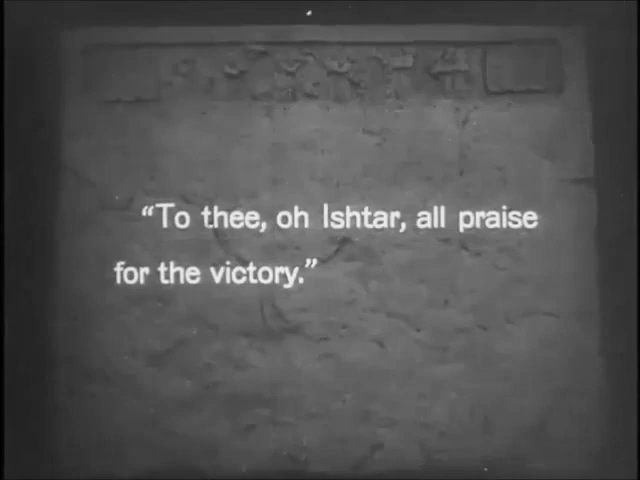 “To thee, oh Ishtar, all praise
for the victory.”